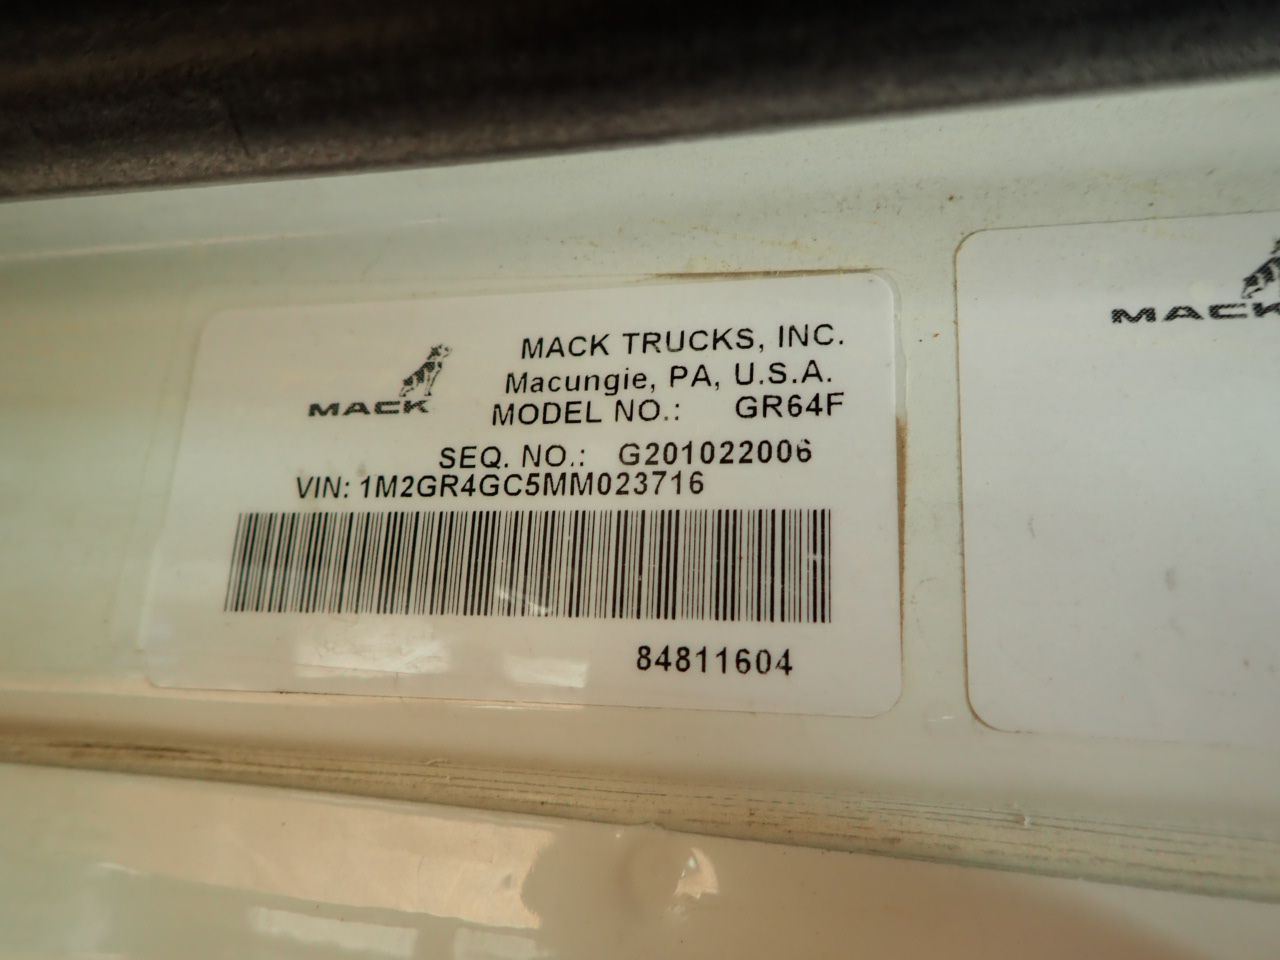 MACK TRUCKS, INC.
Macungie, PA, U.S.A.
MACK
MODEL NO.: GR64F
SEQ. NO.: G201022006
VIN: 1M2GR4GC5MM023716
84811604
MACK